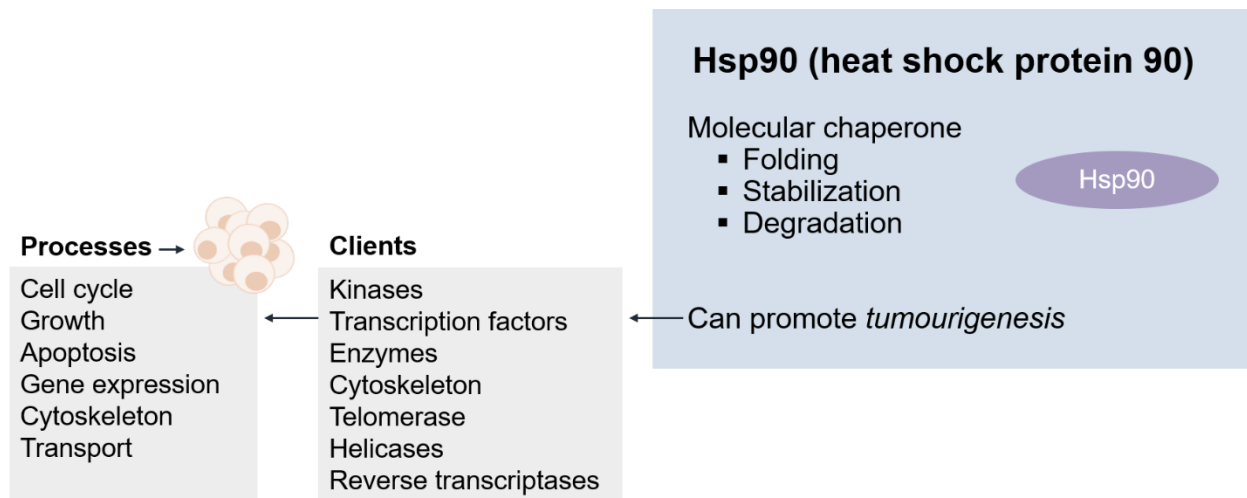 Hsp90 (heat shock protein 90)
Molecular chaperone
▪ Folding
▪ Stabilization
▪ Degradation
Hsp90
Can promote tumourigenesis
Clients
Kinases
Transcription factors
Enzymes
Cytoskeleton
Telomerase
Helicases
Reverse transcriptases
Processes
Cell cycle
Growth
Apoptosis
Gene expression
Cytoskeleton
Transport